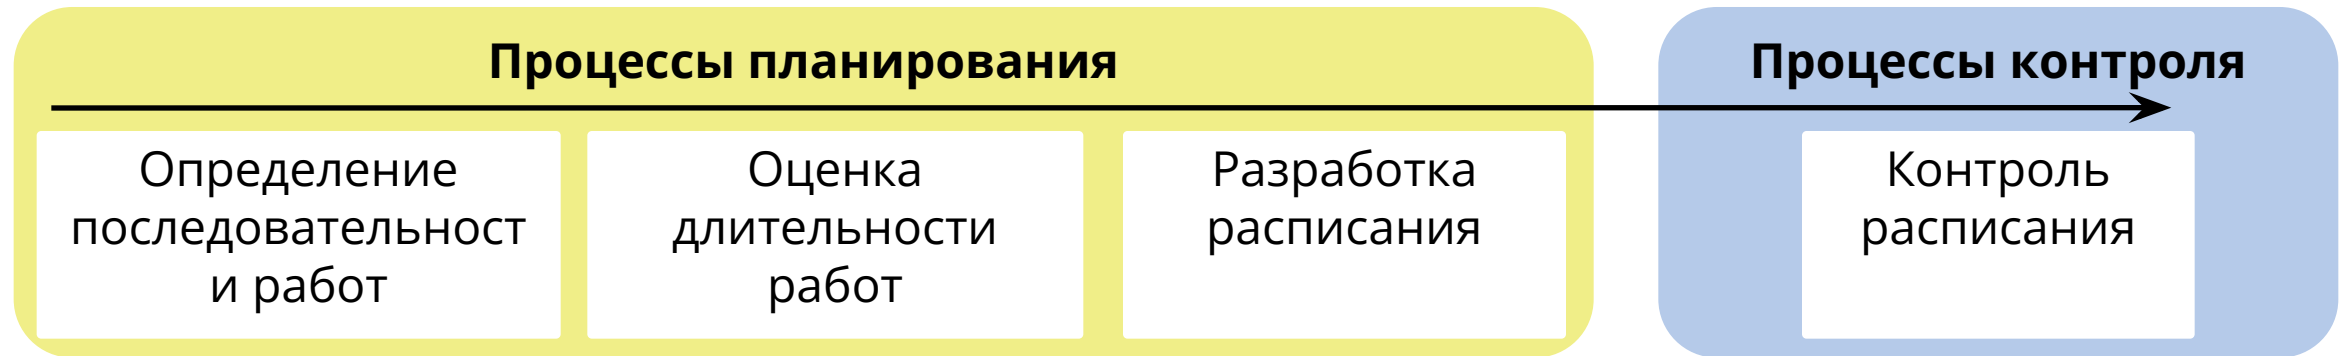 Процессы планирования
Процессы контроля
Определение
последовательност
и работ
Оценка
длительности
работ
Разработка
расписания
Контроль
расписания